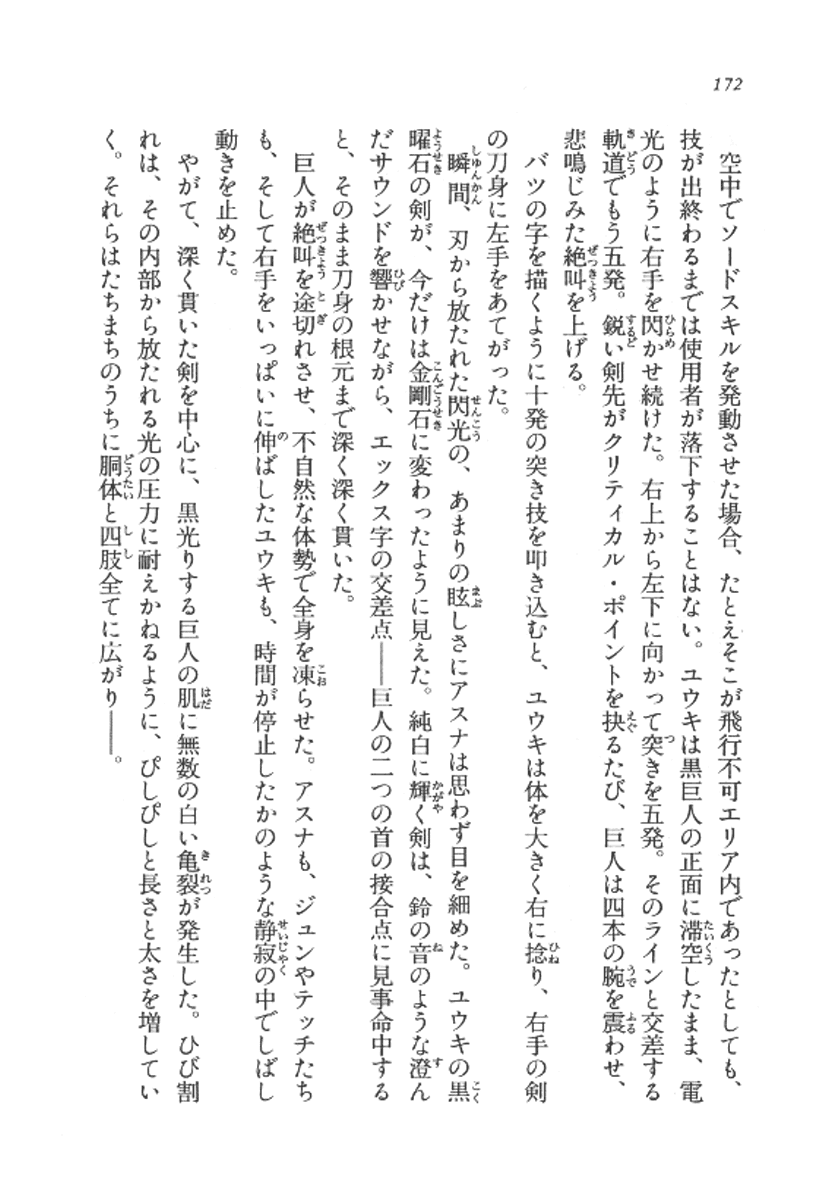 172
　空中でソードスキルを発動させた場合、たとえそこが飛行不可エリア内であったとしても、
技が出終わるまでは使用者が落下することはない。ユウキは黒巨人の正面に滞空したまま、電
光のように右手を閃かせ続けた。右上から左下に向かって突きを五発。そのラインと交差する
軌道でもう五発。鋭い剣先がクリティカル・ポイントを抉るたび、巨人は四本の腕を震わせ、
悲鳴じみた絶叫を上げる。
　バツの字を描くように十発の突き技を叩き込むと、ユウキは体を大きく右に捻り、右手の剣
の刀身に左手をあてがった。
　瞬間、刃から放たれた閃光の、あまりの眩しさにアスナは思わず目を細めた。ユウキの黒
曜石の剣が、今だけは金剛石に変わったように見えた。純白に輝く剣は、鈴の音のような澄ん
だサウンドを響かせながら、エックス字の交差点――巨人の二つの首の接合点に見事命中する
と、そのまま刀身の根元まで深く深く貫いた。
　巨人が絶叫を途切れさせ、不自然な体勢で全身を凍らせた。アスナも、ジュンやテッチたち
も、そして右手をいっぱいに伸ばしたユウキも、時間が停止したかのような静寂の中でしばし
動きを止めた。
　やがて、深く貫いた剣を中心に、黒光りする巨人の肌に無数の白い亀裂が発生した。ひび割
れは、その内部から放たれる光の圧力に耐えかねるように、ぴしぴしと長さと太さを増してい
く。それらはたちまちのうちに胴体と四肢全てに広がり――。